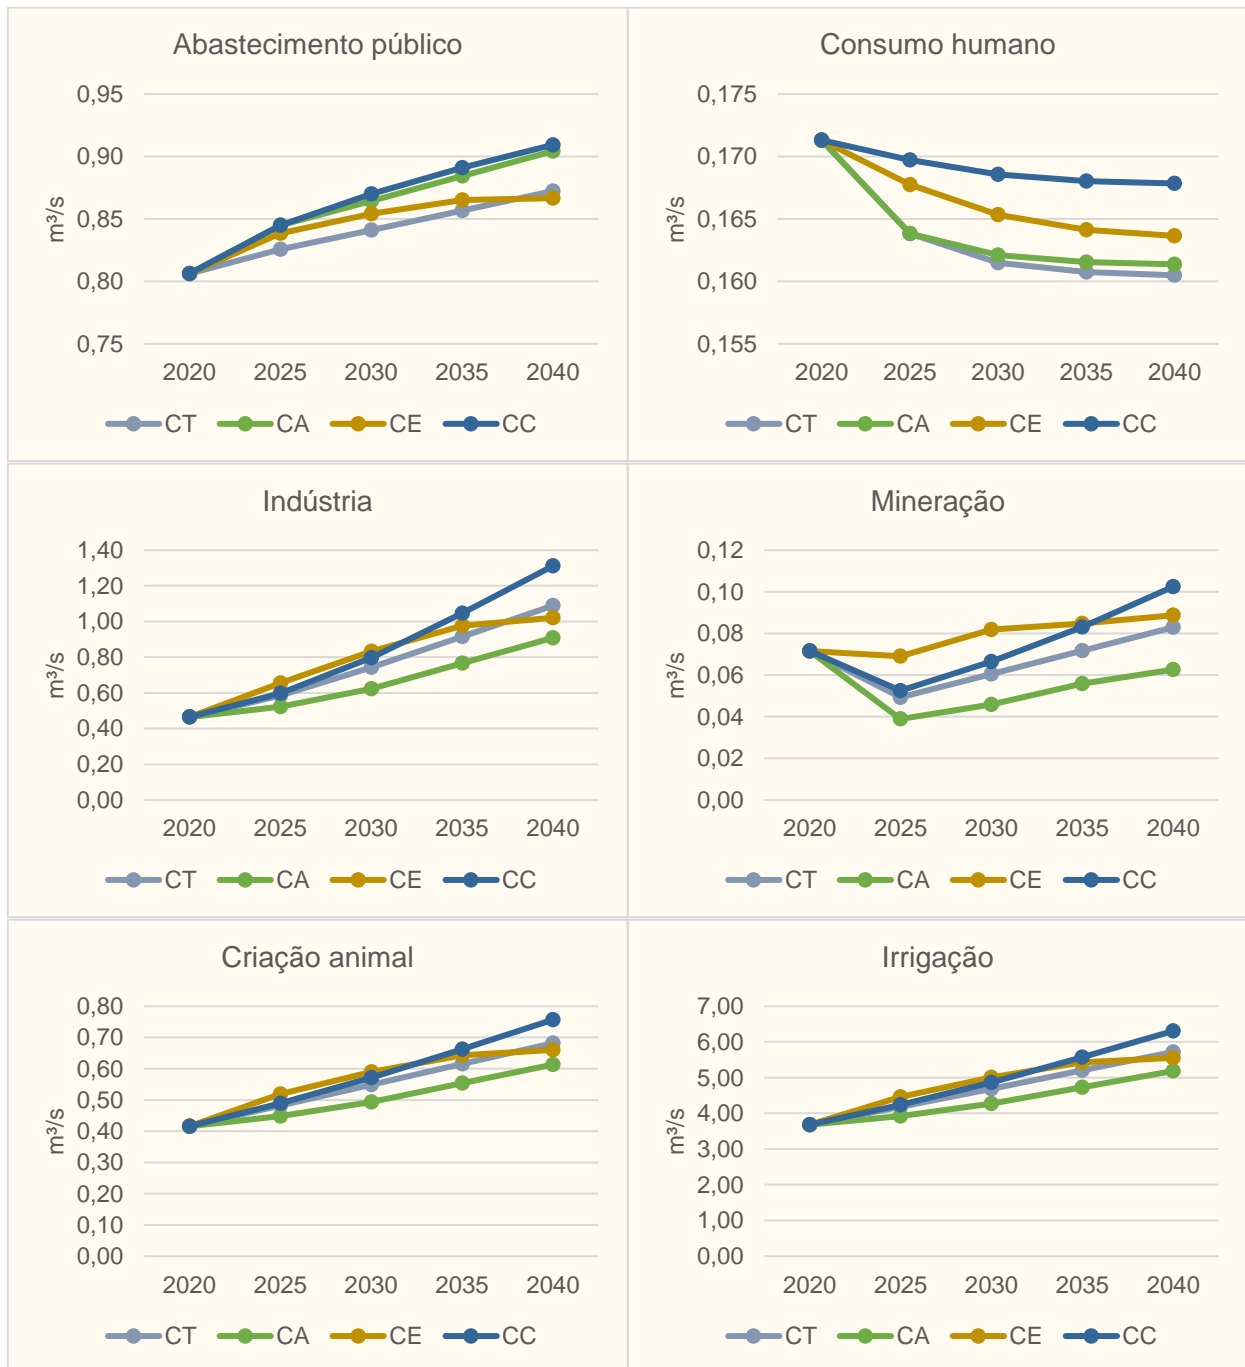 Abastecimento público
0,95
0,90
0,85
0,80
0,75
m³/s
2020 2025 2030 2035 2040
CT CA CE CC
Consumo humano
0,175
0,170
0,165
0,160
0,155
m³/s
2020 2025 2030 2035 2040
CT CA CE CC
Indústria
1,40
1,20
1,00
0,80
0,60
0,40
0,20
0,00
m³/s
2020 2025 2030 2035 2040
CT CA CE CC
Mineração
0,12
0,10
0,08
0,06
0,04
0,02
0,00
m³/s
2020 2025 2030 2035 2040
CT CA CE CC
Criação animal
0,80
0,70
0,60
0,50
0,40
0,30
0,20
0,10
0,00
m³/s
2020 2025 2030 2035 2040
CT CA CE CC
Irrigação
7,00
6,00
5,00
4,00
3,00
2,00
1,00
0,00
m³/s
2020 2025 2030 2035 2040
CT CA CE CC